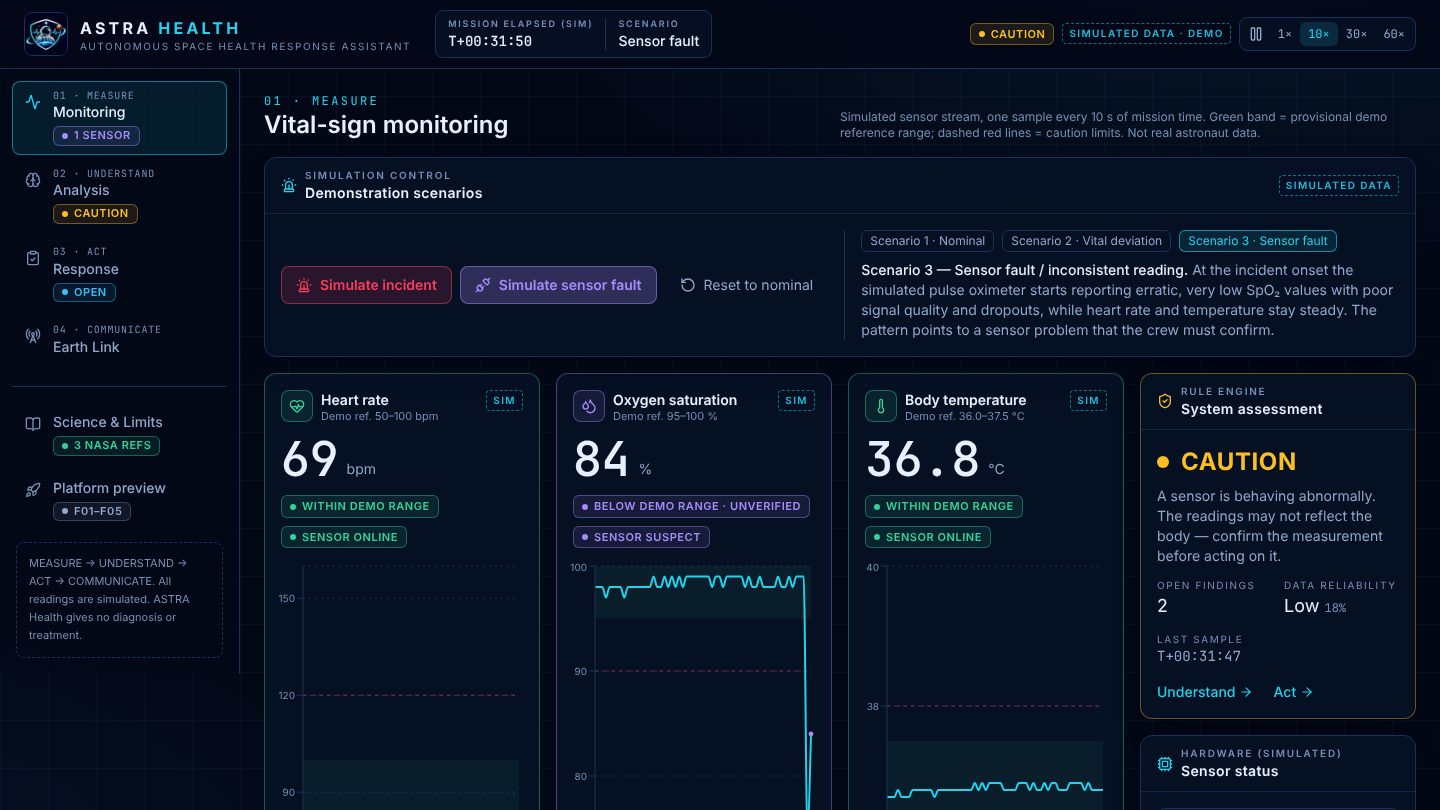 ASTRA HEALTH
AUTONOMOUS SPACE HEALTH RESPONSE ASSISTANT
MISSION ELAPSED (SIM)
T+00:31:50
SCENARIO
Sensor fault
CAUTION
SIMULATED DATA · DEMO
1×
10×
30×
60×
01 · MEASURE
Monitoring
1 SENSOR
02 · UNDERSTAND
Analysis
CAUTION
03 · ACT
Response
OPEN
04 · COMMUNICATE
Earth Link
Science & Limits
3 NASA REFS
Platform preview
F01–F05
MEASURE → UNDERSTAND →
ACT → COMMUNICATE. All
readings are simulated. ASTRA
Health gives no diagnosis or
treatment.
01 · MEASURE
Vital-sign monitoring
Simulated sensor stream, one sample every 10 s of mission time. Green band = provisional demo
reference range; dashed red lines = caution limits. Not real astronaut data.
SIMULATION CONTROL
Demonstration scenarios
SIMULATED DATA
Simulate incident
Simulate sensor fault
Reset to nominal
Scenario 1 · Nominal
Scenario 2 · Vital deviation
Scenario 3 · Sensor fault
Scenario 3 — Sensor fault / inconsistent reading. At the incident onset the
simulated pulse oximeter starts reporting erratic, very low SpO₂ values with poor
signal quality and dropouts, while heart rate and temperature stay steady. The
pattern points to a sensor problem that the crew must confirm.
Heart rate
Demo ref. 50–100 bpm
SIM
69 bpm
WITHIN DEMO RANGE
SENSOR ONLINE
150
120
90
Oxygen saturation
Demo ref. 95–100 %
SIM
84 %
BELOW DEMO RANGE · UNVERIFIED
SENSOR SUSPECT
100
90
80
Body temperature
Demo ref. 36.0–37.5 °C
SIM
36.8 °C
WITHIN DEMO RANGE
SENSOR ONLINE
40
38
RULE ENGINE
System assessment
CAUTION
A sensor is behaving abnormally.
The readings may not reflect the
body — confirm the measurement
before acting on it.
OPEN FINDINGS
2
DATA RELIABILITY
Low 18%
LAST SAMPLE
T+00:31:47
Understand →
Act →
HARDWARE (SIMULATED)
Sensor status